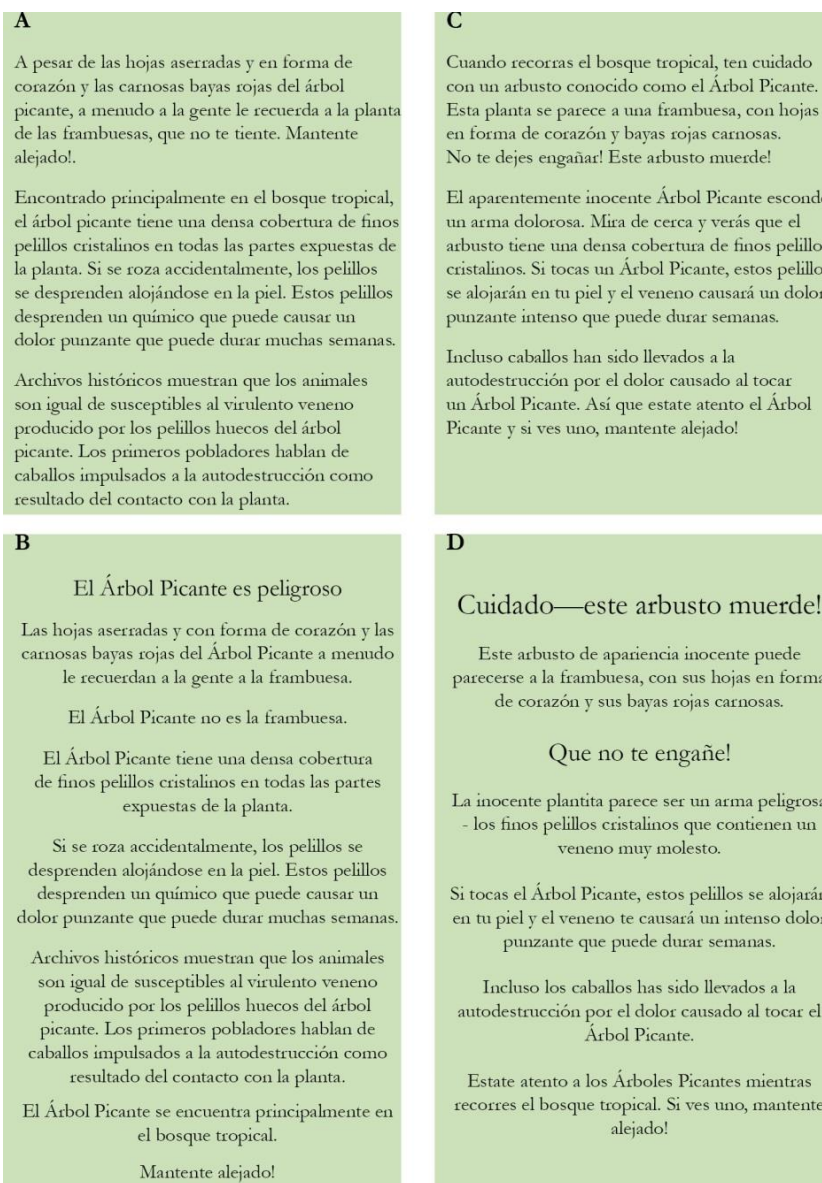 A
A pesar de las hojas aserradas y en forma de
corazón y las carnosas bayas rojas del árbol
picante, a menudo a la gente le recuerda a la planta
de las frambuesas, que no te tiente. Mantente
alejado!.
Encontrado principalmente en el bosque tropical,
el árbol picante tiene una densa cobertura de finos
pelillos cristalinos en todas las partes expuestas de
la planta. Si se roza accidentalmente, los pelillos
se desprenden alojándose en la piel. Estos pelillos
desprenden un químico que puede causar un
dolor punzante que puede durar muchas semanas.
Archivos históricos muestran que los animales
son igual de susceptibles al virulento veneno
producido por los pelillos huecos del árbol
picante. Los primeros pobladores hablan de
caballos impulsados a la autodestrucción como
resultado del contacto con la planta.
B
El Árbol Picante es peligroso
Las hojas aserradas y con forma de corazón y las
carnosas bayas rojas del Árbol Picante a menudo
le recuerdan a la gente a la frambuesa.
El Árbol Picante no es la frambuesa.
El Árbol Picante tiene una densa cobertura
de finos pelillos cristalinos en todas las partes
expuestas de la planta.
Si se roza accidentalmente, los pelillos se
desprenden alojándose en la piel. Estos pelillos
desprenden un químico que puede causar un
dolor punzante que puede durar muchas semanas.
Archivos históricos muestran que los animales
son igual de susceptibles al virulento veneno
producido por los pelillos huecos del árbol
picante. Los primeros pobladores hablan de
caballos impulsados a la autodestrucción como
resultado del contacto con la planta.
El Árbol Picante se encuentra principalmente en
el bosque tropical.
Mantente alejado!
C
Cuando recorras el bosque tropical, ten cuidado
con un arbusto conocido como el Árbol Picante.
Esta planta se parece a una frambuesa, con hojas
en forma de corazón y bayas rojas carnosas.
No te dejes engañar! Este arbusto muerde!
El aparentemente inocente Árbol Picante esconde
un arma dolorosa. Mira de cerca y verás que el
arbusto tiene una densa cobertura de finos pelillo
cristalinos. Si tocas un Árbol Picante, estos pelillo
se alojarán en tu piel y el veneno causará un dolor
punzante intenso que puede durar semanas.
Incluso caballos han sido llevados a la
autodestrucción por el dolor causado al tocar
un Árbol Picante. Así que estate atento el Árbol
Picante y si ves uno, mantente alejado!
D
Cuidado—este arbusto muerde!
Este arbusto de apariencia inocente puede
parecerse a la frambuesa, con sus hojas en forma
de corazón y sus bayas rojas carnosas.
Que no te engañe!
La inocente plantita parece ser un arma peligrosa
- los finos pelillos cristalinos que contienen un
veneno muy molesto.
Si tocas el Árbol Picante, estos pelillos se alojarán
en tu piel y el veneno te causará un intenso dolor
punzante que puede durar semanas.
Incluso los caballos has sido llevados a la
autodestrucción por el dolor causado al tocar el
Árbol Picante.
Estate atento a los Árboles Picantes mientras
recorres el bosque tropical. Si ves uno, mantente
alejado!